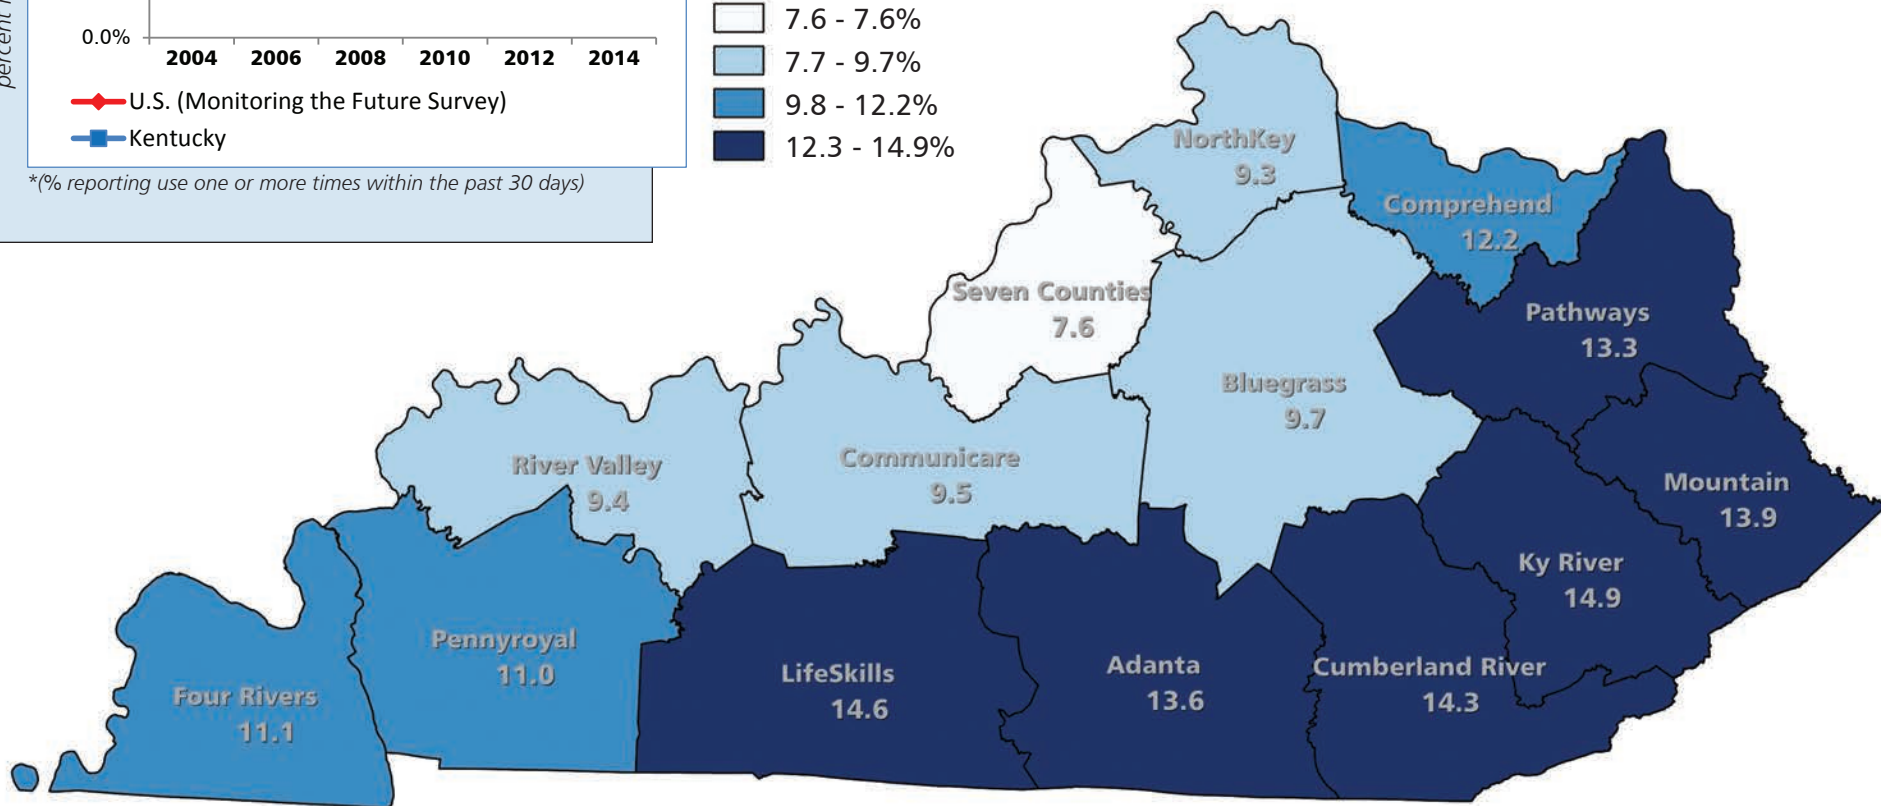 percent
0.0%
2004 2006 2008 2010 2012 2014
U.S. (Monitoring the Future Survey)
Kentucky
*(% reporting use one or more times within the past 30 days)
7.6 - 7.6%
7.7 - 9.7%
9.8 - 12.2%
12.3 - 14.9%
NorthKey
9.3
Comprehend
12.2
Seven Counties
7.6
Pathways
13.3
Bluegrass
9.7
River Valley
9.4
Communicare
9.5
Mountain
13.9
Ky River
14.9
Pennyroyal
11.0
Four Rivers
11.1
LifeSkills
14.6
Adanta
13.6
Cumberland River
14.3